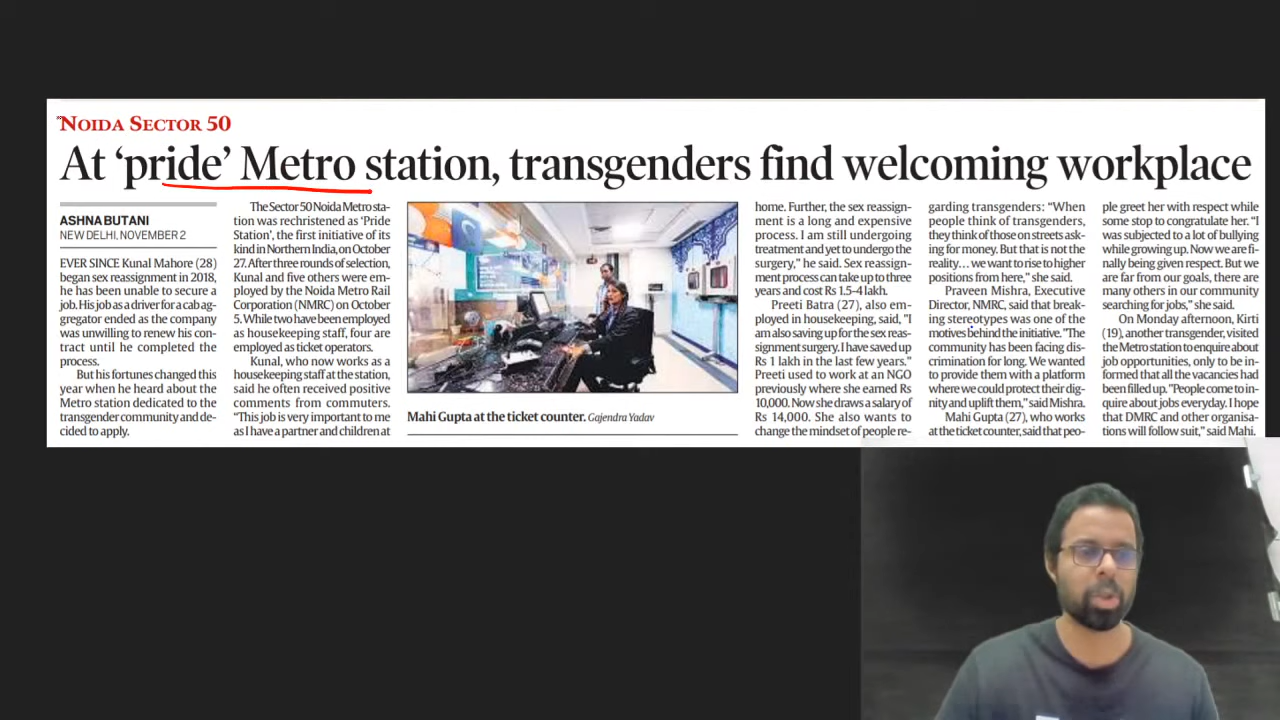 NOIDA SECTOR 50
At ‘pride’ Metro station, transgenders find welcoming workplace
ASHNA BUTANI
NEW DELHI, NOVEMBER 2
EVER SINCE Kunal Mahore (28)
began sex reassignment in 2018,
he has been unable to secure a
job. His job as a driver for a cab ag-
gregator ended as the company
was unwilling to renew his con-
tract until he completed the
process.
But his fortunes changed this
year when he heard about the
Metro station dedicated to the
transgender community and de-
cided to apply.
The Sector 50 Noida Metro sta-
tion was rechristened as ‘Pride
Station’, the first initiative of its
kind in Northern India, on October
27. After three rounds of selection,
Kunal and five others were em-
ployed by the Noida Metro Rail
Corporation (NMRC) on October
5. While two have been employed
as housekeeping staff, four are
employed as ticket operators.
Kunal, who now works as a
housekeeping staff at the station,
said he often received positive
comments from commuters.
“This job is very important to me
as I have a partner and children at
Mahi Gupta at the ticket counter. Gajendra Yadav
home. Further, the sex reassign-
ment is a long and expensive
process. I am still undergoing
treatment and yet to undergo the
surgery,” he said. Sex reassign-
ment process can take up to three
years and cost Rs 1.5-4 lakh.
Preeti Batra (27), also em-
ployed in housekeeping, said, "I
am also saving up for the sex reas-
signment surgery. I have saved up
Rs 1 lakh in the last few years.”
Preeti used to work at an NGO
previously where she earned Rs
10,000. Now she draws a salary of
Rs 14,000. She also wants to
change the mindset of people re-
garding transgenders: “When
people think of transgenders,
they think of those on streets ask-
ing for money. But that is not the
reality… we want to rise to higher
positions from here,” she said.
Praveen Mishra, Executive
Director, NMRC, said that break-
ing stereotypes was one of the
motives behind the initiative. “The
community has been facing dis-
crimination for long. We wanted
to provide them with a platform
where we could protect their dig-
nity and uplift them,” said Mishra.
Mahi Gupta (27), who works
at the ticket counter, said that peo-
ple greet her with respect while
some stop to congratulate her. “I
was subjected to a lot of bullying
while growing up. Now we are fi-
nally being given respect. But we
are far from our goals, there are
many others in our community
searching for jobs,” she said.
On Monday afternoon, Kirti
(19), another transgender, visited
the Metro station to enquire about
job opportunities, only to be in-
formed that all the vacancies had
been filled up. “People come to in-
quire about jobs everyday. I hope
that DMRC and other organisa-
tions will follow suit,” said Mahi.